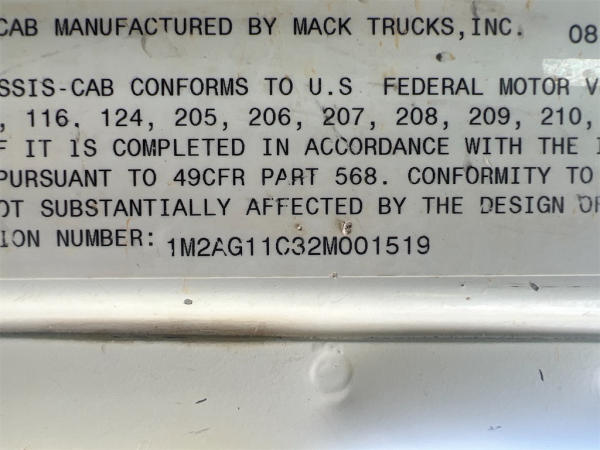 CAB MANUFACTURED BY MACK TRUCKS,INC. 08
SSIS-CAB CONFORMS TO U.S FEDERAL MOTOR V
, 116, 124, 205, 206, 207, 208, 209, 210,
F IT IS COMPLETED IN ACCORDANCE WITH THE I
PURSUANT TO 49CFR PART 568. CONFORMITY TO
OT SUBSTANTIALLY AFFECTED BY THE DESIGN OF
ION NUMBER: 1M2AG11C32M001519